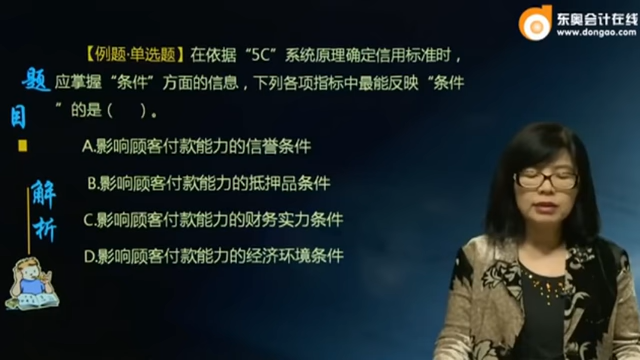 东奥会计在线
www.dongao.com
【例题·单选题】在依据“5C”系统原理确定信用标准时，
应掌握“条件”方面的信息，下列各项指标中最能反映“条件
”的是（ ）。
A.影响顾客付款能力的信誉条件
B.影响顾客付款能力的抵押品条件
C.影响顾客付款能力的财务实力条件
D.影响顾客付款能力的经济环境条件
题目
解析